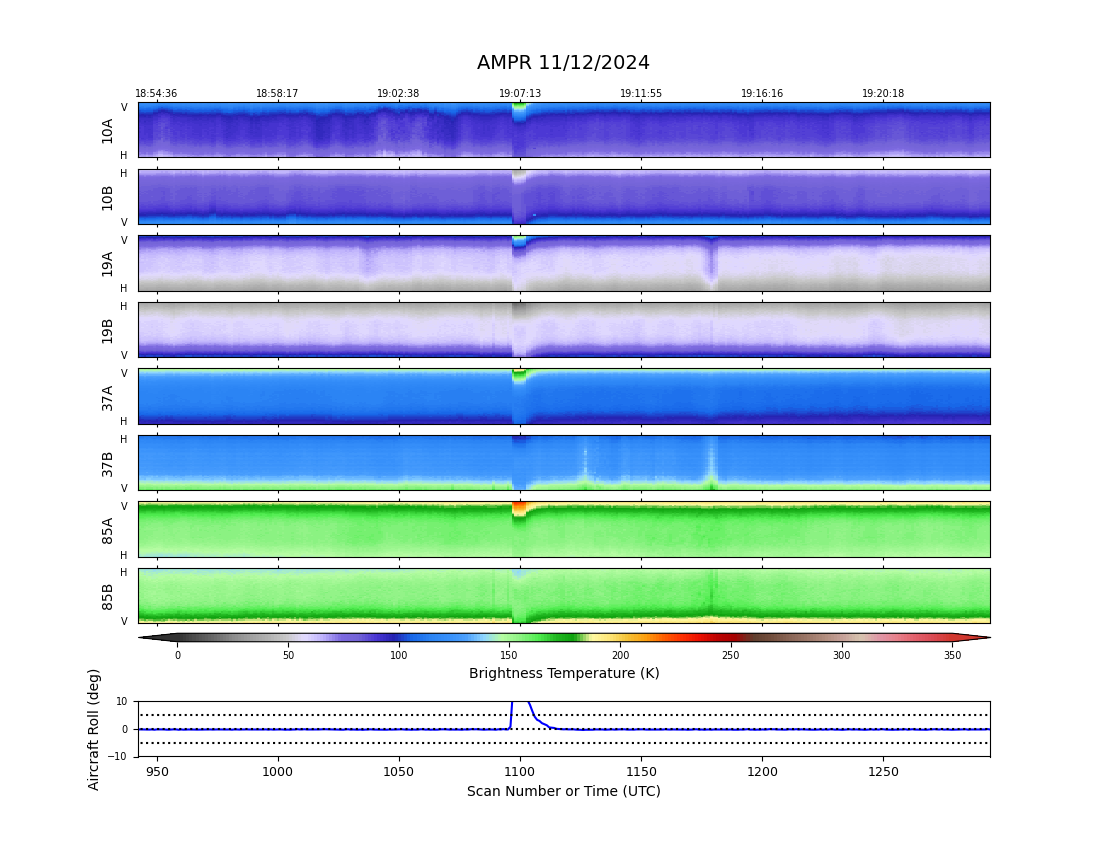 AMPR 11/12/2024
18:54:36 18:58:17 19:02:38 19:07:13 19:11:55 19:16:16 19:20:18
V
10A
H
H
10B
V
V
19A
H
H
19B
V
V
37A
H
H
37B
V
V
85A
H
H
85B
V
0 50 100 150 200 250 300 350
Brightness Temperature (K)
Aircraft Roll (deg)
10
0
−10
950 1000 1050 1100 1150 1200 1250
Scan Number or Time (UTC)